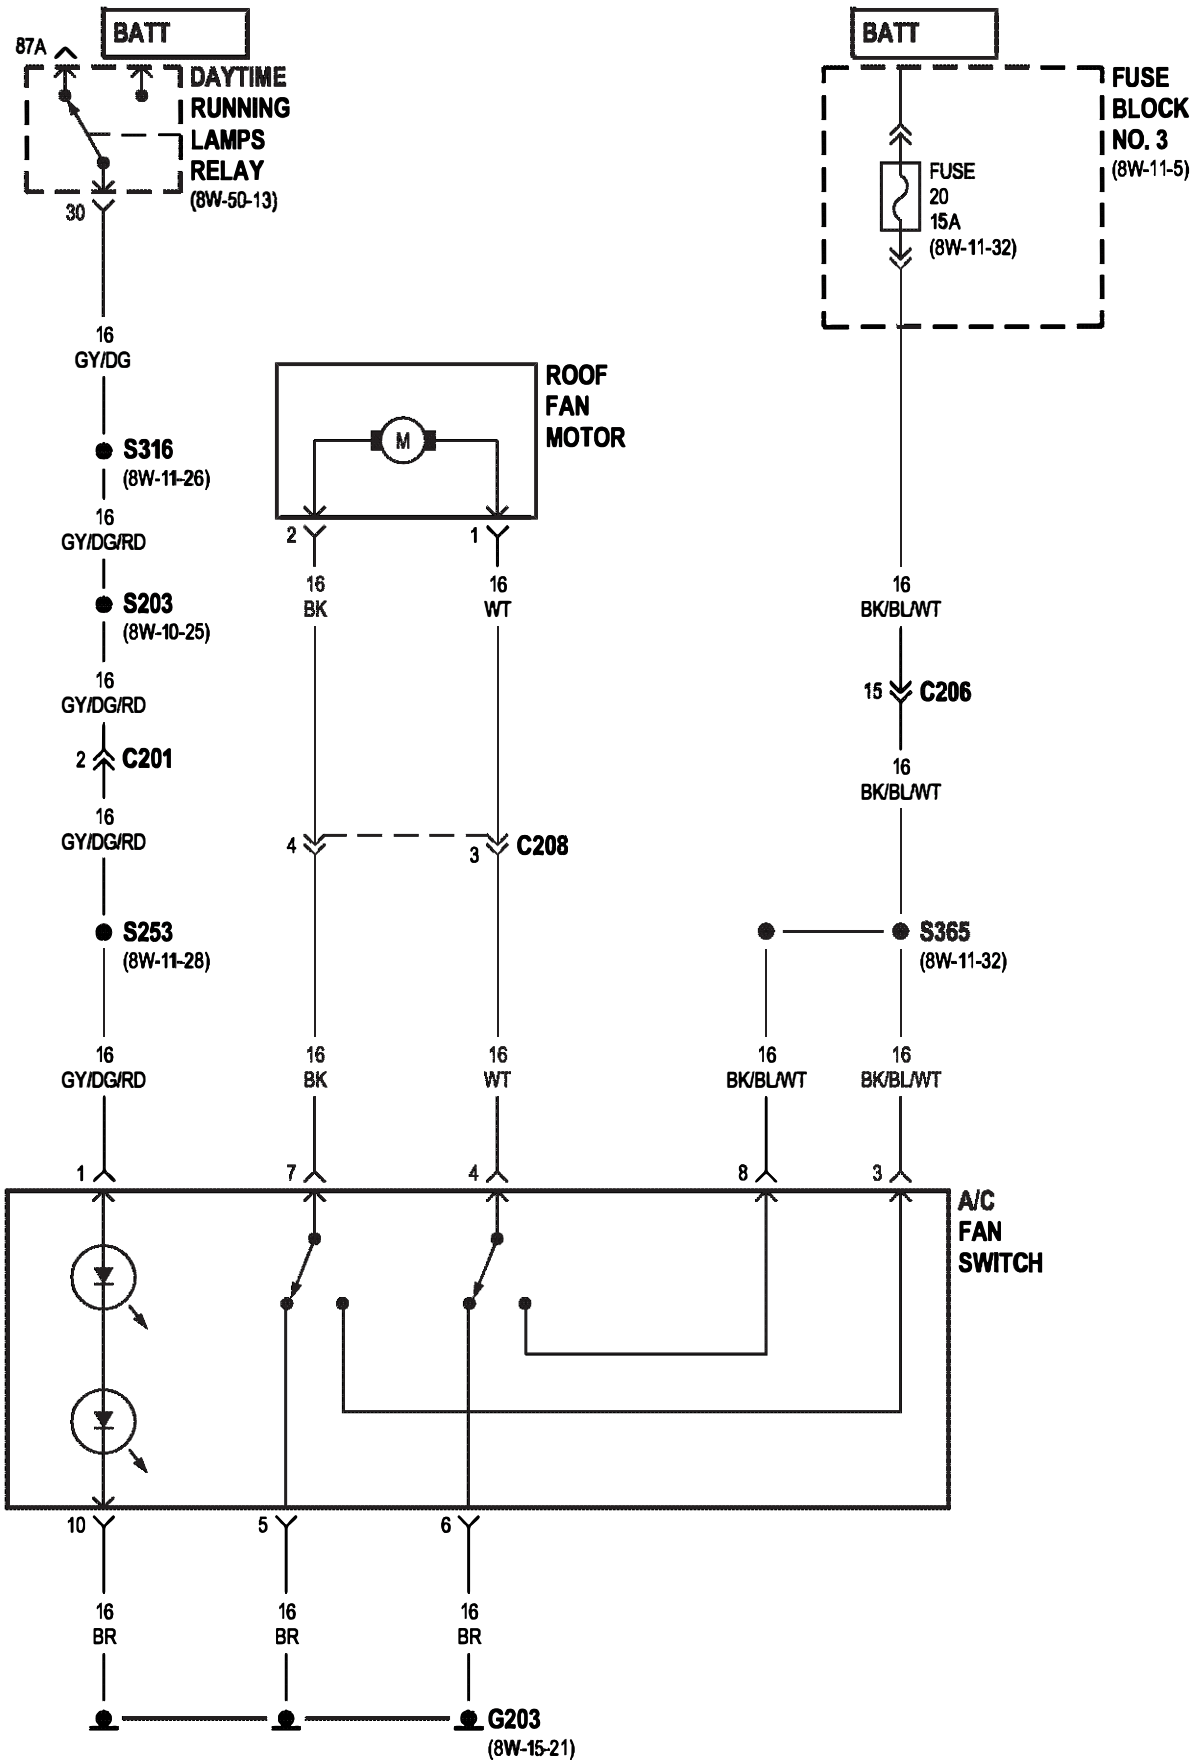 BATT
87A
DAYTIME
RUNNING
LAMPS
RELAY
(8W-50-13)
30
16
GY/DG
S316
(8W-11-26)
16
GY/DG/RD
S203
(8W-10-25)
16
GY/DG/RD
2
C201
16
GY/DG/RD
S253
(8W-11-28)
16
GY/DG/RD
1
ROOF
FAN
MOTOR
M
2
1
16
BK
16
WT
4
3
C208
16
BK
16
WT
7
4
BATT
FUSE
BLOCK
NO. 3
(8W-11-5)
FUSE
20
15A
(8W-11-32)
16
BK/BL/WT
15
C206
16
BK/BL/WT
S365
(8W-11-32)
16
BK/BL/WT
16
BK/BL/WT
8
3
A/C
FAN
SWITCH
10
5
6
16
BR
16
BR
16
BR
G203
(8W-15-21)